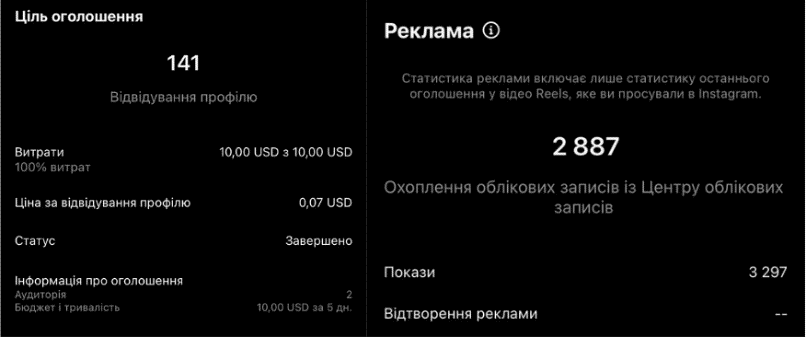 Ціль оголошення
141
Відвідування профілю
Витрати 10,00 USD з 10,00 USD
100% витрат
Ціна за відвідування профілю 0,07 USD
Статус Завершено
Інформація про оголошення
Аудиторія 2
Бюджет і тривалість 10,00 USD за 5 дн.
Реклама
Статистика реклами включає лише статистику останнього
оголошення у відео Reels, яке ви просували в Instagram.
2 887
Охоплення облікових записів із Центру облікових
записів
Покази 3 297
Відтворення реклами --